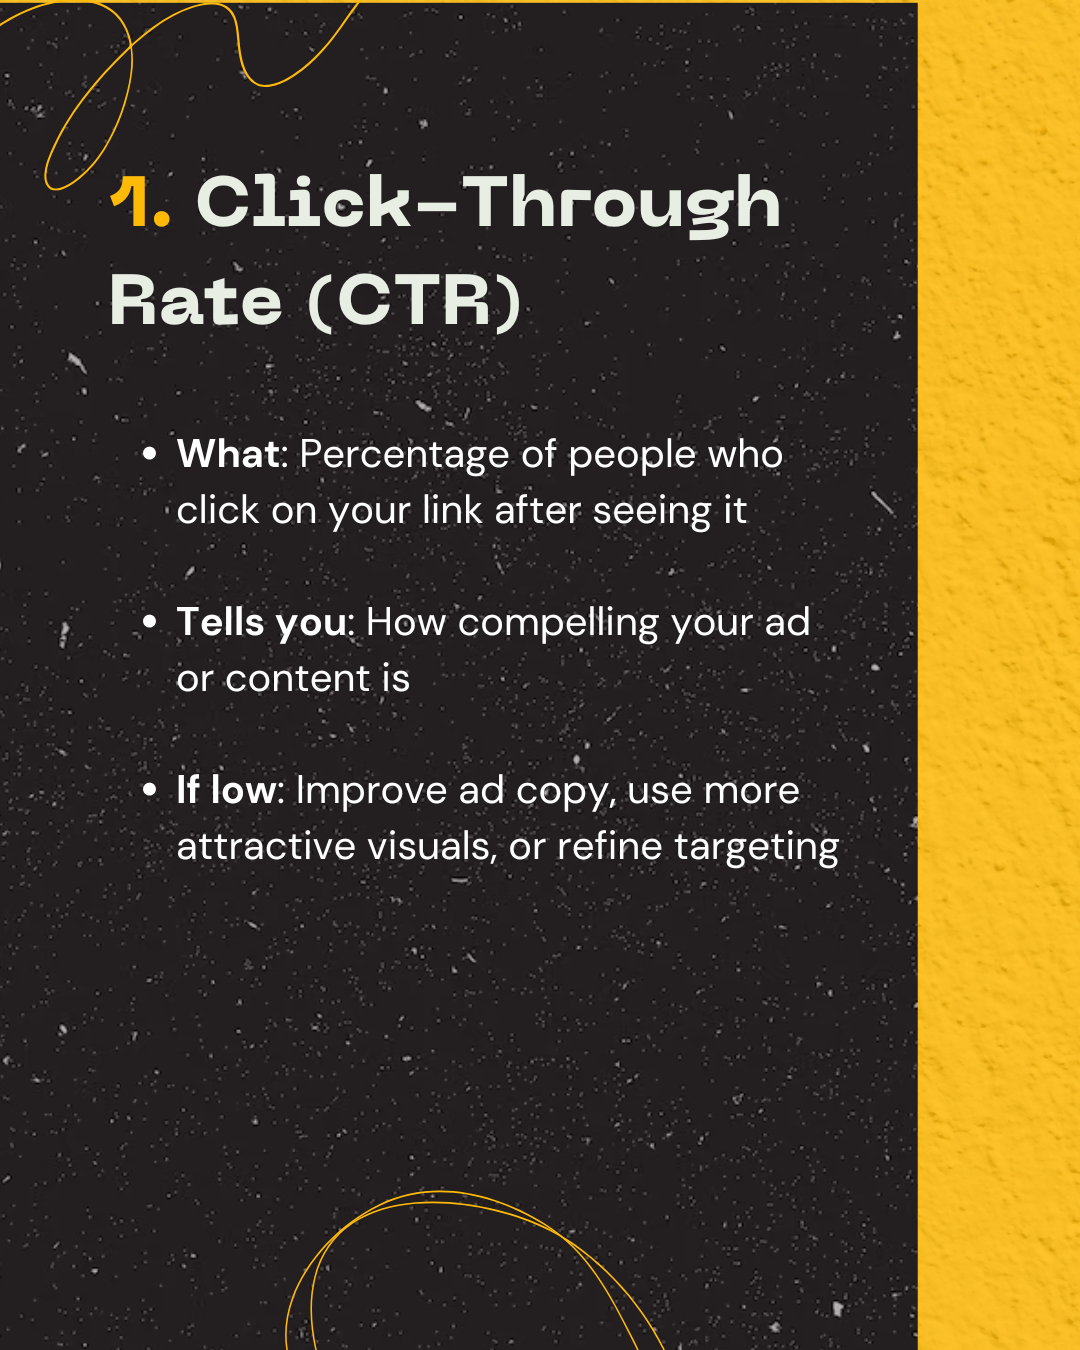 1. Click-Through
Rate (CTR)
• What: Percentage of people who
click on your link after seeing it
• Tells you: How compelling your ad
or content is
• If low: Improve ad copy, use more
attractive visuals, or refine targeting